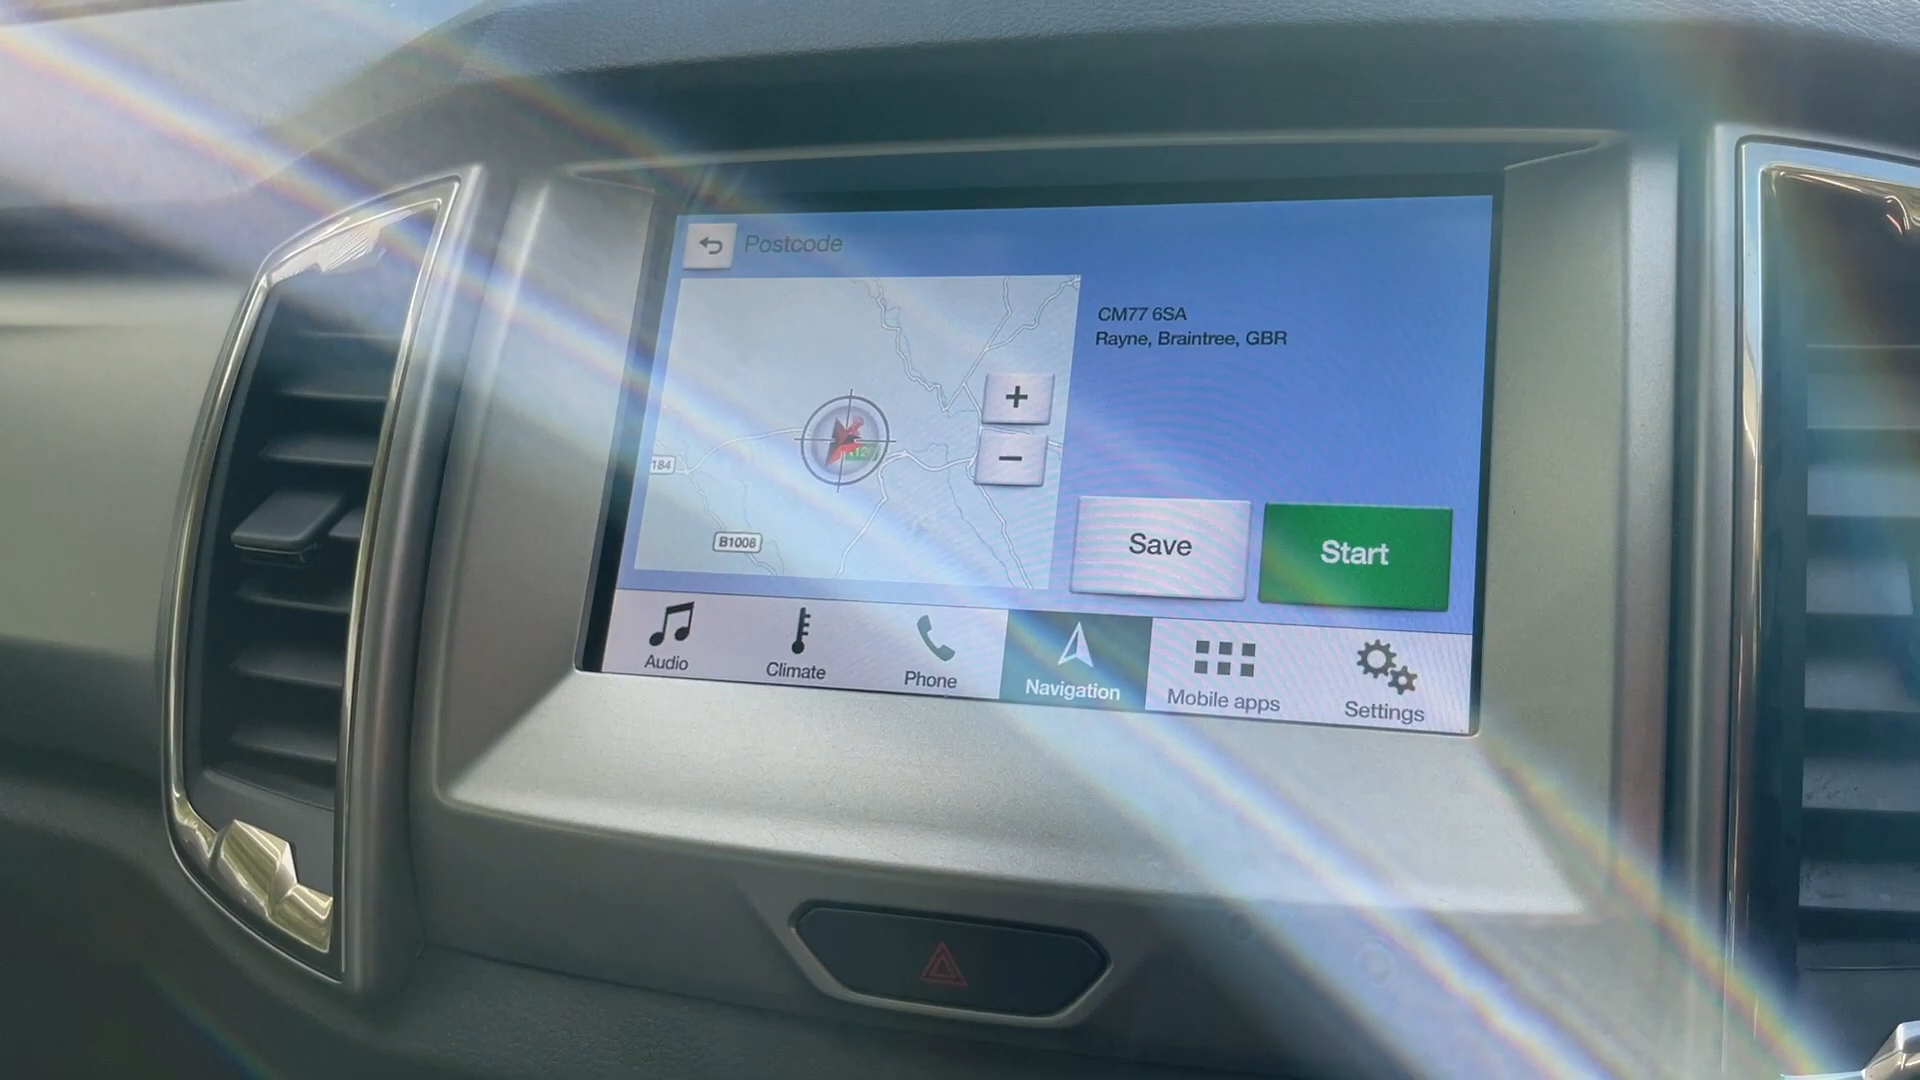 Postcode
CM77 6SA
Rayne, Braintree, GBR
184
B1008
+
−
Save
Start
Audio
Climate
Phone
Navigation
Mobile apps
Settings